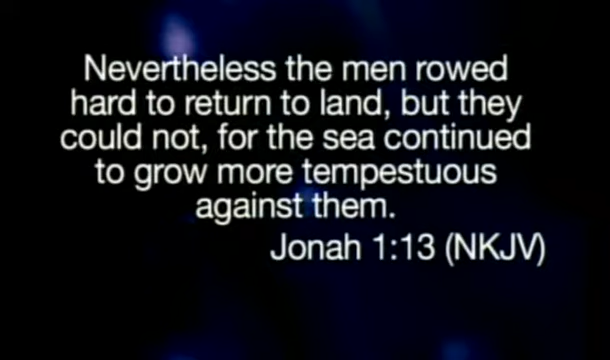 Nevertheless the men rowed
hard to return to land, but they
could not, for the sea continued
to grow more tempestuous
against them.
Jonah 1:13 (NKJV)